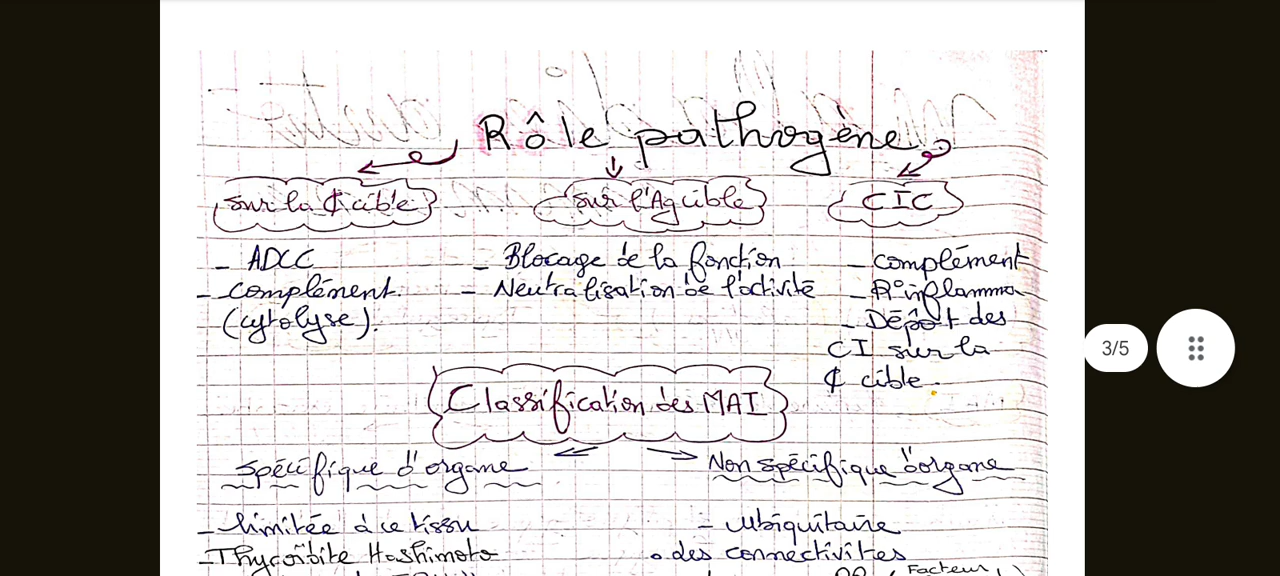 Rôle pathogène
sur la ₵ cible
sur l'Ag cible
CIC
- ADCC
- complément.
(cytolyse).
- Blocage de la fonction
- Neutralisation de l'activité
- complément
- R° inflamma
- Dépôt des
CI sur la
₵ cible.
3/5
Classification des MAI
Spécifique d'organe
Non spécifique d'organe
- limitée à ce tissu
- Thyroïdite Hashimoto
- ubiquitaire
des connectivites
(Facteur